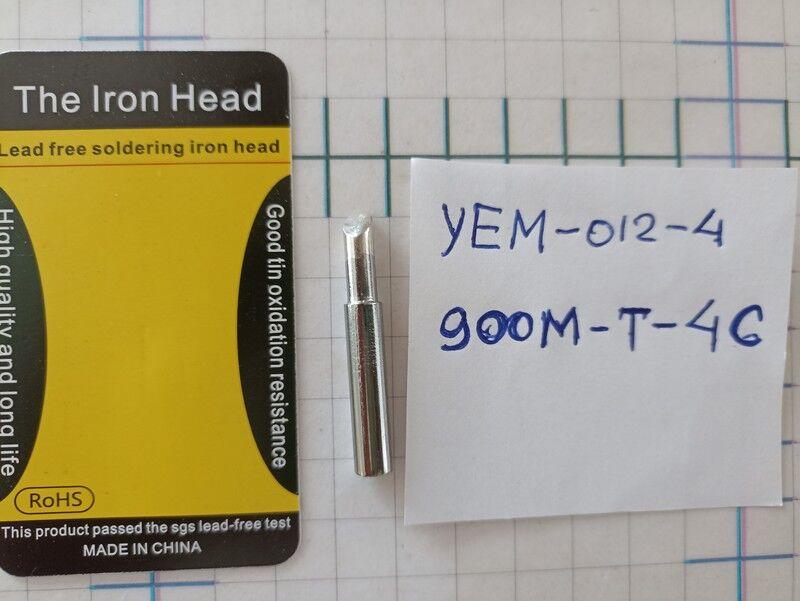 The Iron Head
Lead free soldering iron head
High quality and long life
Good tin oxidation resistance
RoHS
This product passed the sgs lead-free test
MADE IN CHINA
YEM-012-4
900M-T-4C